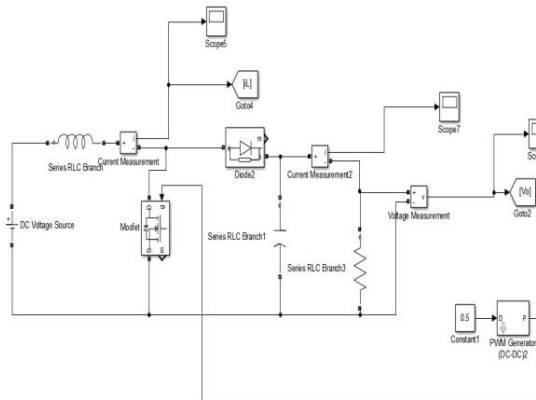 Scope5
[iL]
Goto4
Series RLC Branch
Current Measurement
Diode2
Current Measurement2
Scope7
[Vo]
Goto2
Voltage Measurement
DC Voltage Source
Mosfet
Series RLC Branch1
Series RLC Branch3
0.5
Constant1
D
P
PWM Generator
(DC-DC)2